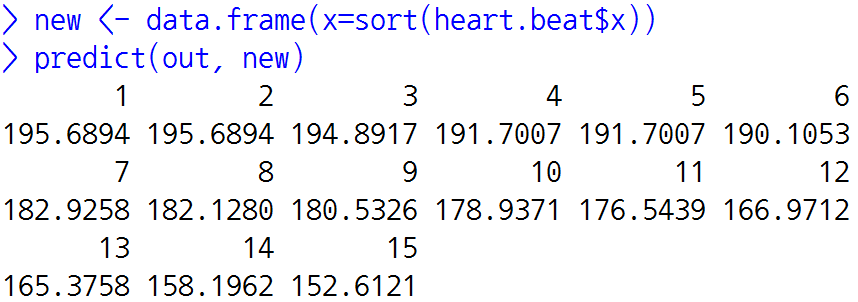 > new <- data.frame(x=sort(heart.beat$x))
> predict(out, new)
1 2 3 4 5 6
195.6894 195.6894 194.8917 191.7007 191.7007 190.1053
7 8 9 10 11 12
182.9258 182.1280 180.5326 178.9371 176.5439 166.9712
13 14 15
165.3758 158.1962 152.6121